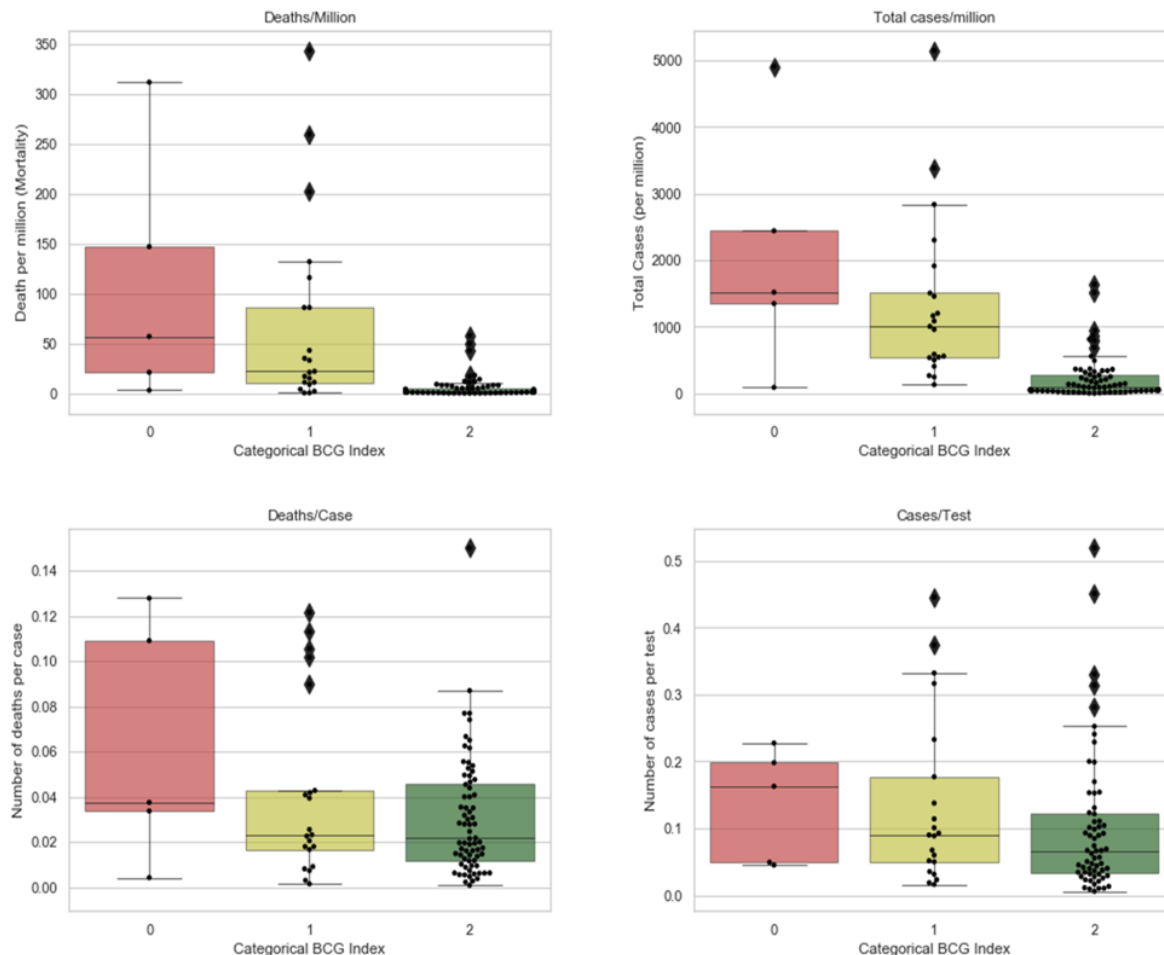 Deaths/Million
Death per million (Mortality)
350
300
250
200
150
100
50
0
0 1 2
Categorical BCG Index
Total cases/million
Total Cases (per million)
5000
4000
3000
2000
1000
0
0 1 2
Categorical BCG Index
Deaths/Case
Number of deaths per case
0.14
0.12
0.10
0.08
0.06
0.04
0.02
0.00
0 1 2
Categorical BCG Index
Cases/Test
Number of cases per test
0.5
0.4
0.3
0.2
0.1
0.0
0 1 2
Categorical BCG Index